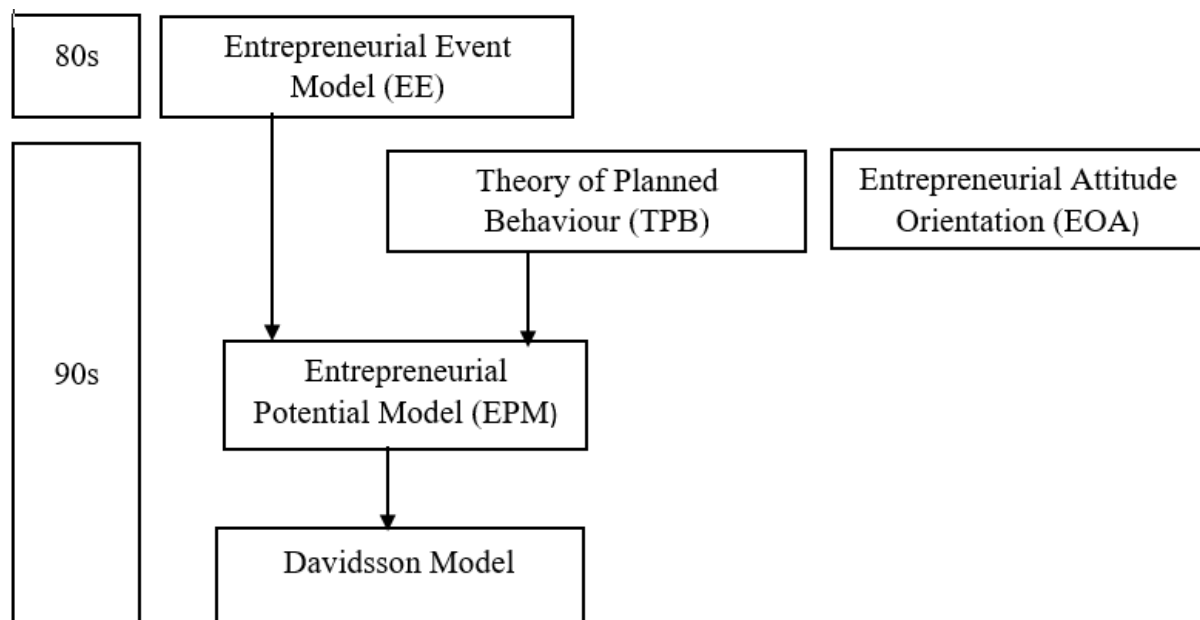 80s
Entrepreneurial Event
Model (EE)
90s
Theory of Planned
Behaviour (TPB)
Entrepreneurial Attitude
Orientation (EOA)
Entrepreneurial
Potential Model (EPM)
Davidsson Model